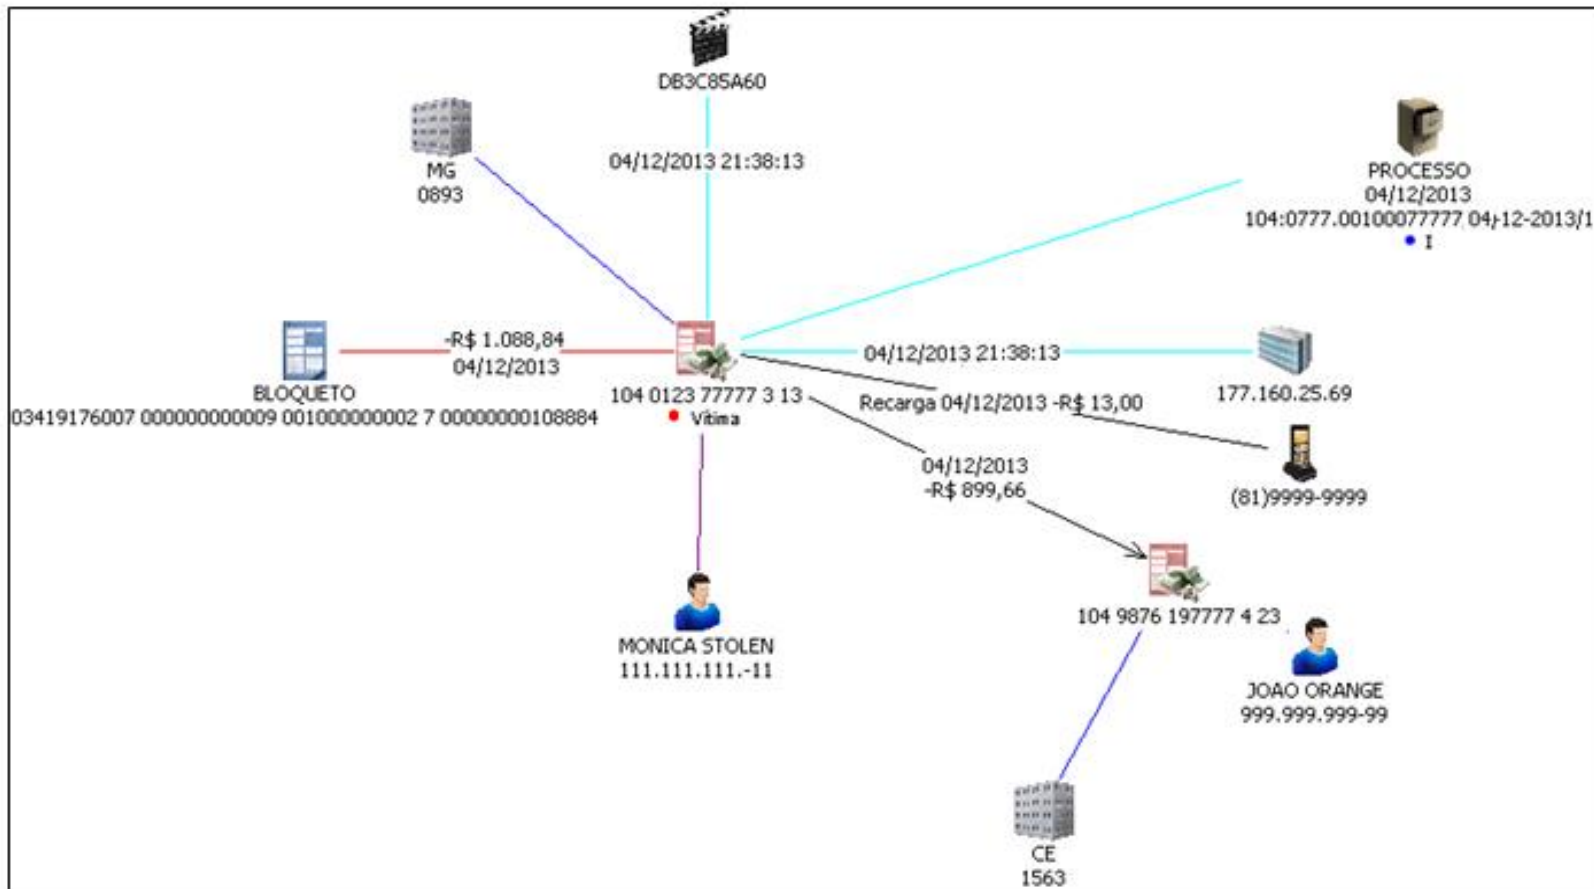 DB3C85A60
04/12/2013 21:38:13
MG
0893
PROCESSO
04/12/2013
104:0777.00100077777 04/-12-2013/1
I
-R$ 1.088,84
04/12/2013
BLOQUETO
03419176007 0000000000009 0010000000002 7 000000000108884
104 0123 77777 3 13
Vítima
04/12/2013 21:38:13
177.160.25.69
Recarga 04/12/2013 -R$ 13,00
(81)9999-9999
04/12/2013
-R$ 899,66
104 9876 197777 4 23
MONICA STOLEN
111.111.111.-11
JOAO ORANGE
999.999.999-99
CE
1563